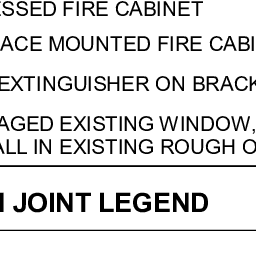 ESSED FIRE CABINET
ACE MOUNTED FIRE CABI
EXTINGUISHER ON BRACK
AGED EXISTING WINDOW,
ALL IN EXISTING ROUGH O
JOINT LEGEND